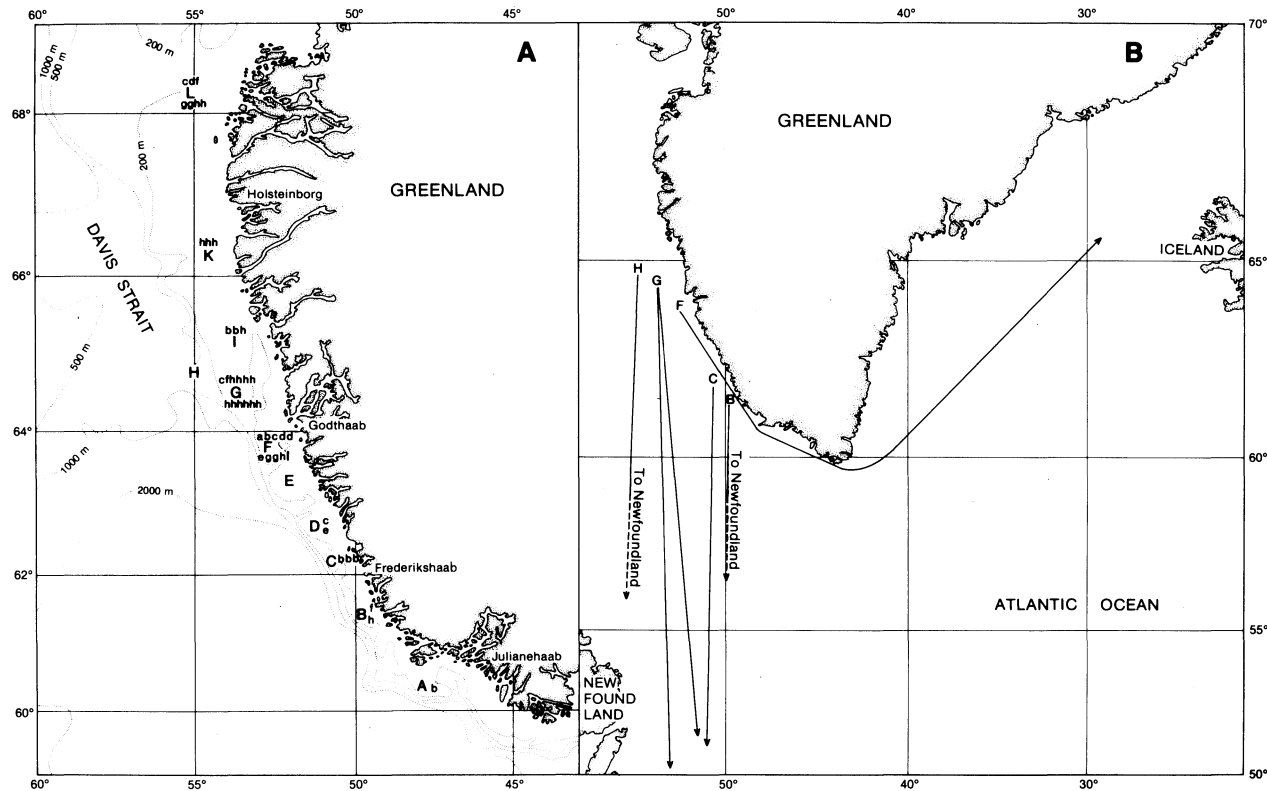 60° 55° 50° 45° 50° 40° 30° 70°
A
B
1000 m
500 m
200 m
cdf
L
gghh
68°
200 m
GREENLAND
GREENLAND
Holsteinborg
DAVIS STRAIT
hhh
K
ICELAND
66°
65°
H
G
F
bbh
I
500 m
H
cfhhhh
G
hhhhhh
C
B
Godthaab
64°
abcdd
F
egghl
1000 m
60°
E
2000 m
To Newfoundland
To Newfoundland
D c
e
C bbbb
Frederikshaab
62°
f
B h
ATLANTIC OCEAN
55°
Julianehaab
A b
NEW
FOUND
LAND
60°
60° 55° 50° 45° 50° 40° 30° 50°